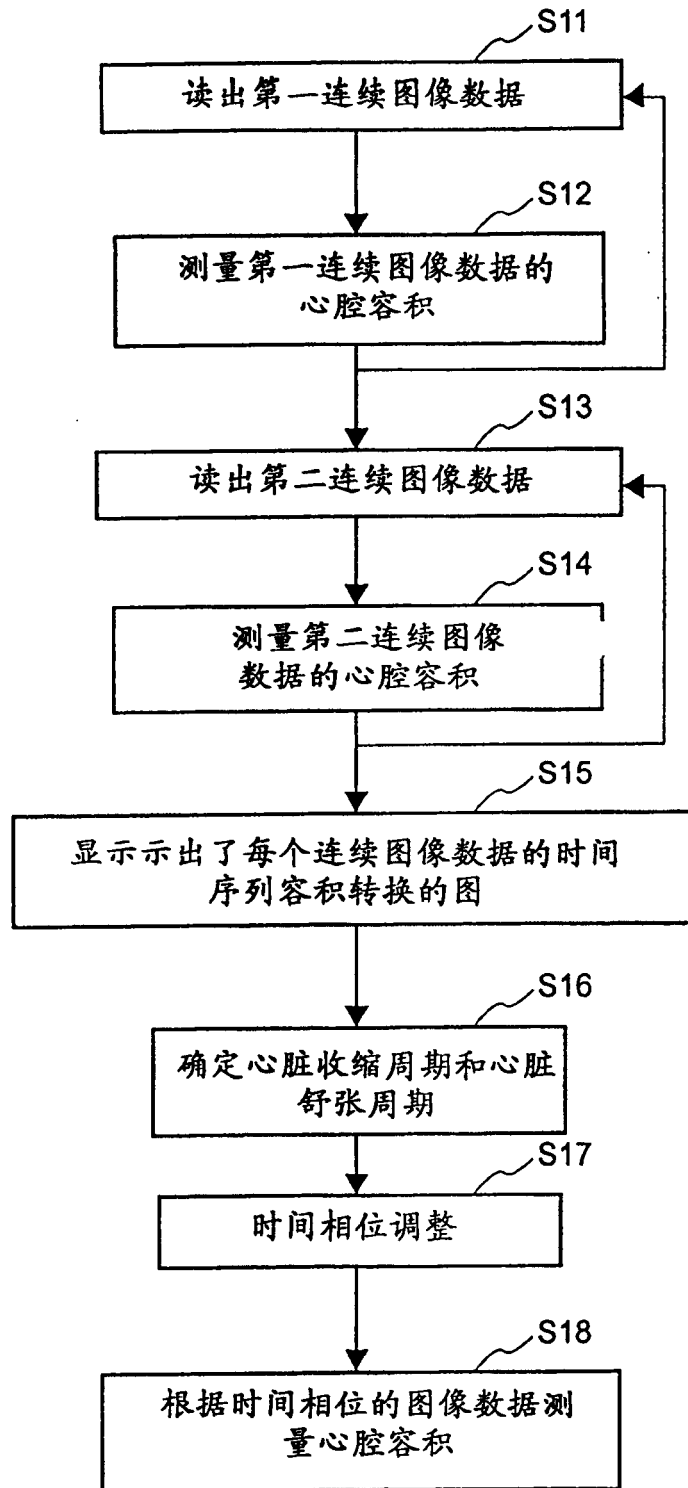 S11
读出第一连续图像数据
S12
测量第一连续图像数据的
心腔容积
S13
读出第二连续图像数据
S14
测量第二连续图像
数据的心腔容积
S15
显示示出了每个连续图像数据的时间
序列容积转换的图
S16
确定心脏收缩周期和心脏
舒张周期
S17
时间相位调整
S18
根据时间相位的图像数据测
量心腔容积